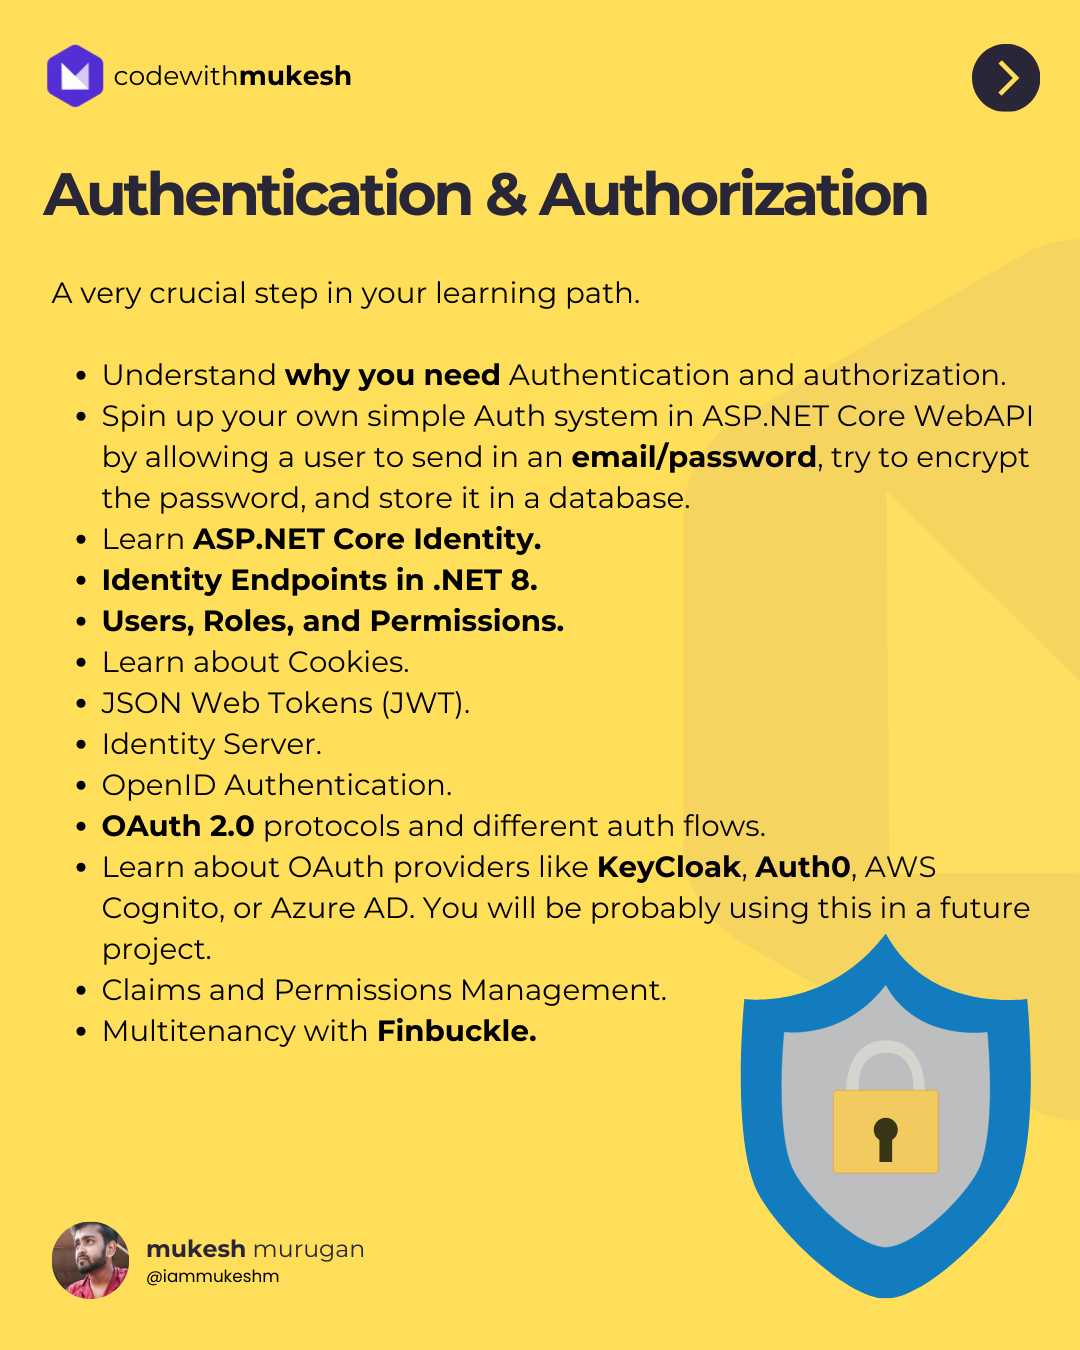 codewithmukesh
Authentication & Authorization
A very crucial step in your learning path.
• Understand why you need Authentication and authorization.
• Spin up your own simple Auth system in ASP.NET Core WebAPI
by allowing a user to send in an email/password, try to encrypt
the password, and store it in a database.
• Learn ASP.NET Core Identity.
• Identity Endpoints in .NET 8.
• Users, Roles, and Permissions.
• Learn about Cookies.
• JSON Web Tokens (JWT).
• Identity Server.
• OpenID Authentication.
• OAuth 2.0 protocols and different auth flows.
• Learn about OAuth providers like KeyCloak, Auth0, AWS
Cognito, or Azure AD. You will be probably using this in a future
project.
• Claims and Permissions Management.
• Multitenancy with Finbuckle.
mukesh murugan
@iammukeshm